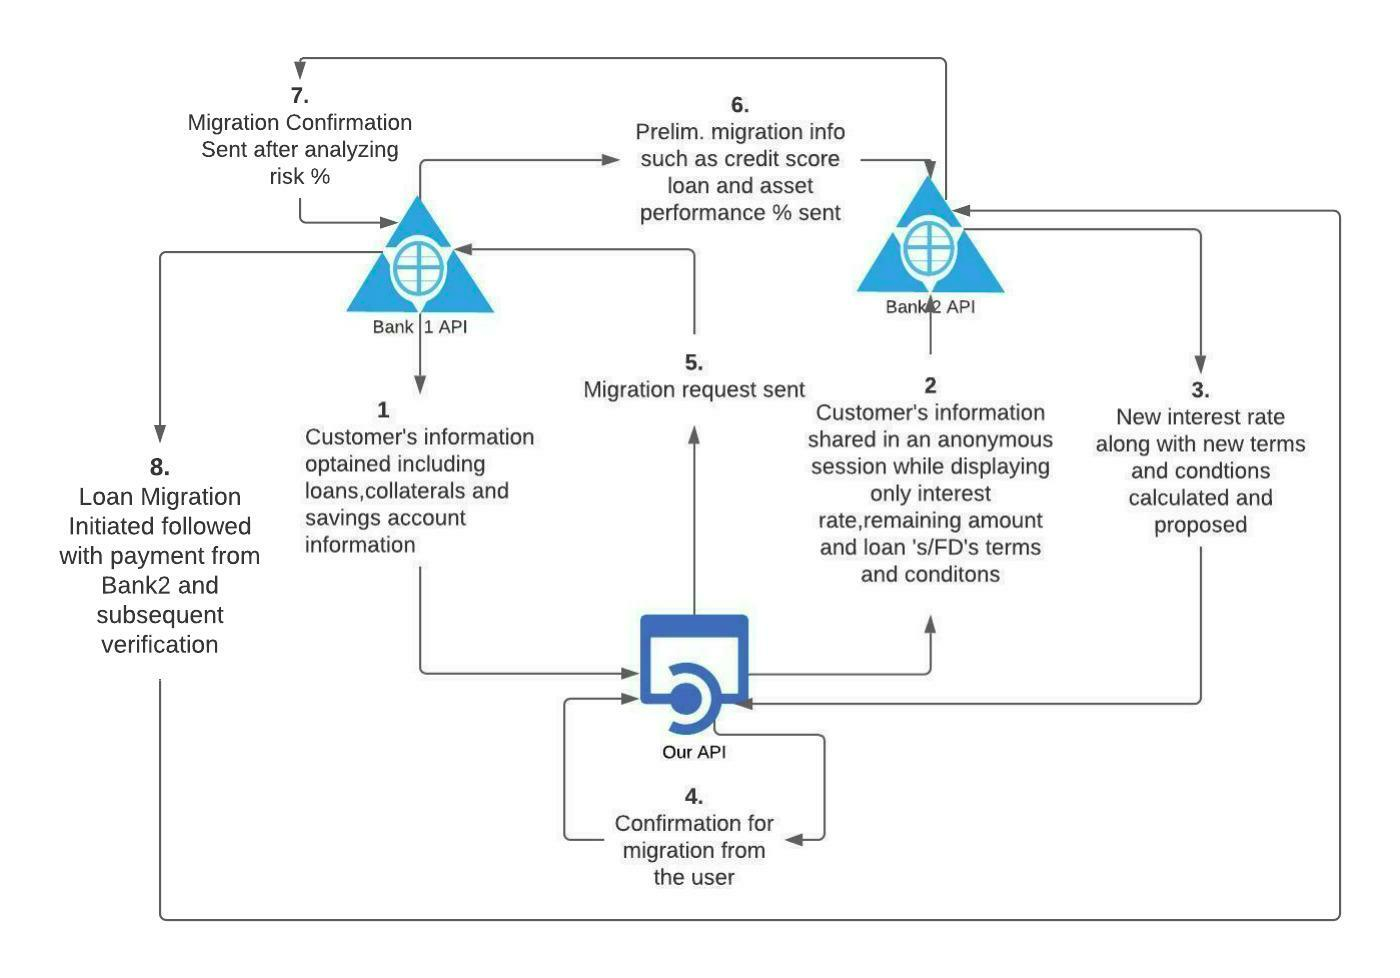 7.
Migration Confirmation
Sent after analyzing
risk %
6.
Prelim. migration info
such as credit score
loan and asset
performance % sent
Bank 1 API
Bank 2 API
5.
Migration request sent
1
Customer's information
optained including
loans,collaterals and
savings account
information
2
Customer's information
shared in an anonymous
session while displaying
only interest
rate,remaining amount
and loan 's/FD's terms
and conditons
3.
New interest rate
along with new terms
and condtions
calculated and
proposed
8.
Loan Migration
Initiated followed
with payment from
Bank2 and
subsequent
verification
Our API
4.
Confirmation for
migration from
the user